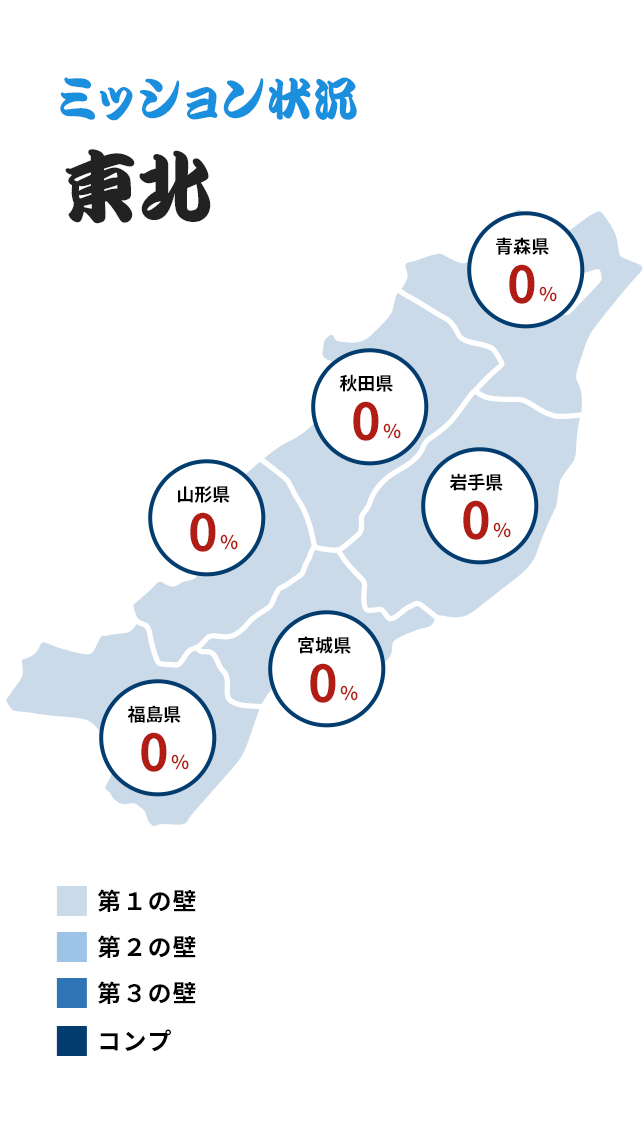 ミッション状況
東北
青森県
0%
秋田県
0%
岩手県
0%
山形県
0%
宮城県
0%
福島県
0%
第１の壁
第２の壁
第３の壁
コンプ